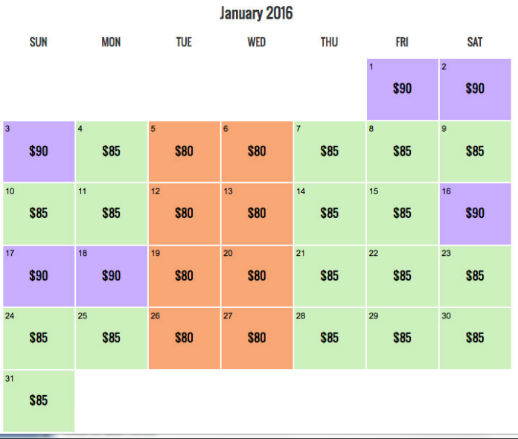 January 2016
SUN MON TUE WED THU FRI SAT
1 2
$90 $90
3 4 5 6 7 8 9
$90 $85 $80 $80 $85 $85 $85
10 11 12 13 14 15 16
$85 $85 $80 $80 $85 $85 $90
17 18 19 20 21 22 23
$90 $90 $80 $80 $85 $85 $85
24 25 26 27 28 29 30
$85 $85 $80 $80 $85 $85 $85
31
$85